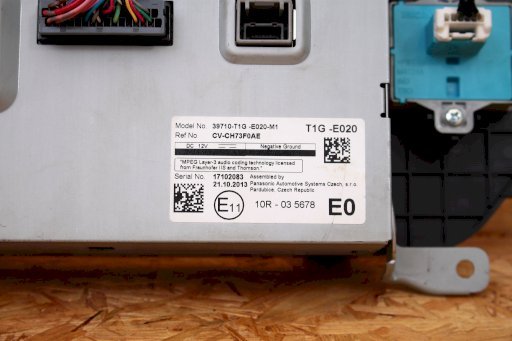 Model No. 39710-T1G -E020-M1 T1G -E020
Ref No. CV-CH73F0AE
DC 12V Negative Ground
"MPEG Layer-3 audio coding technology licensed
from Fraunhofer IIS and Thomson."
Serial No. 17102083 Assembled by
21.10.2013 Panasonic Automotive Systems Czech, s.r.o.
Pardubice, Czech Republic
E11 10R - 03 5678 E0